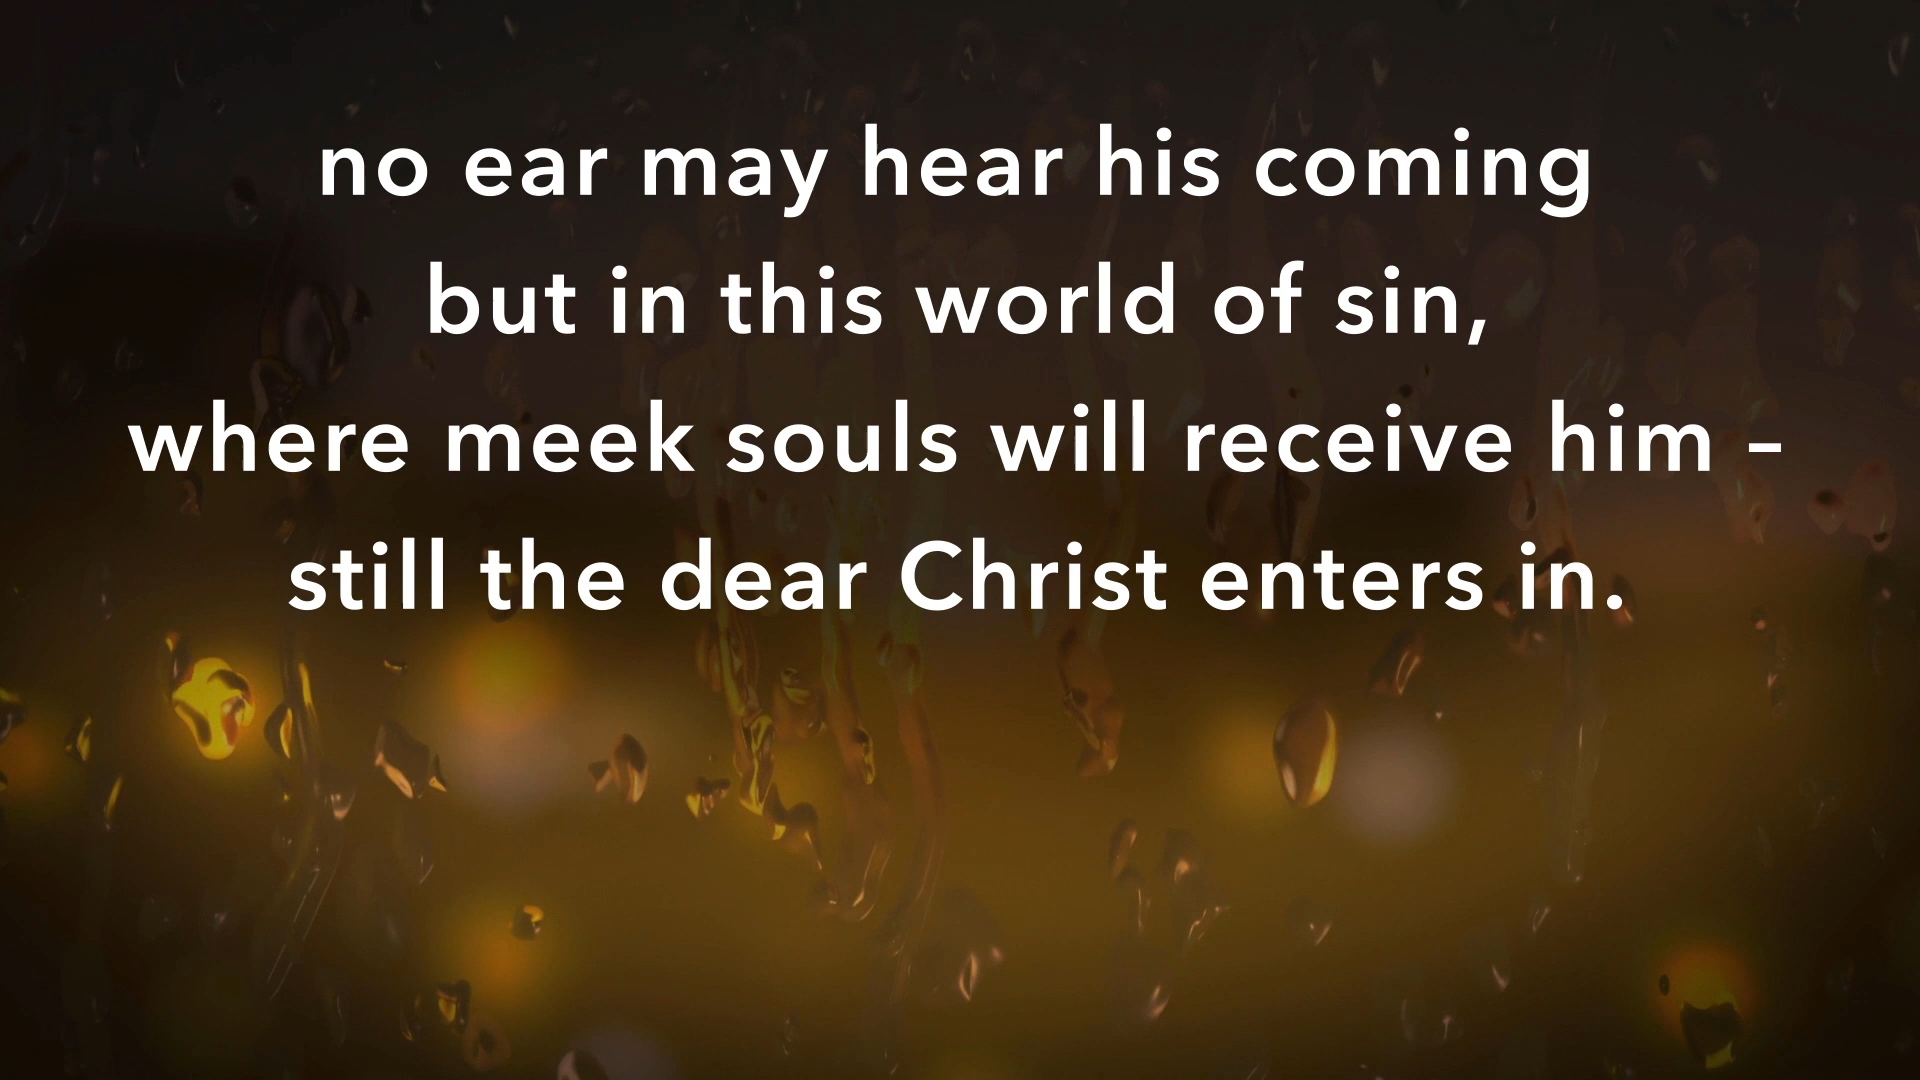 no ear may hear his coming
but in this world of sin,
where meek souls will receive him –
still the dear Christ enters in.